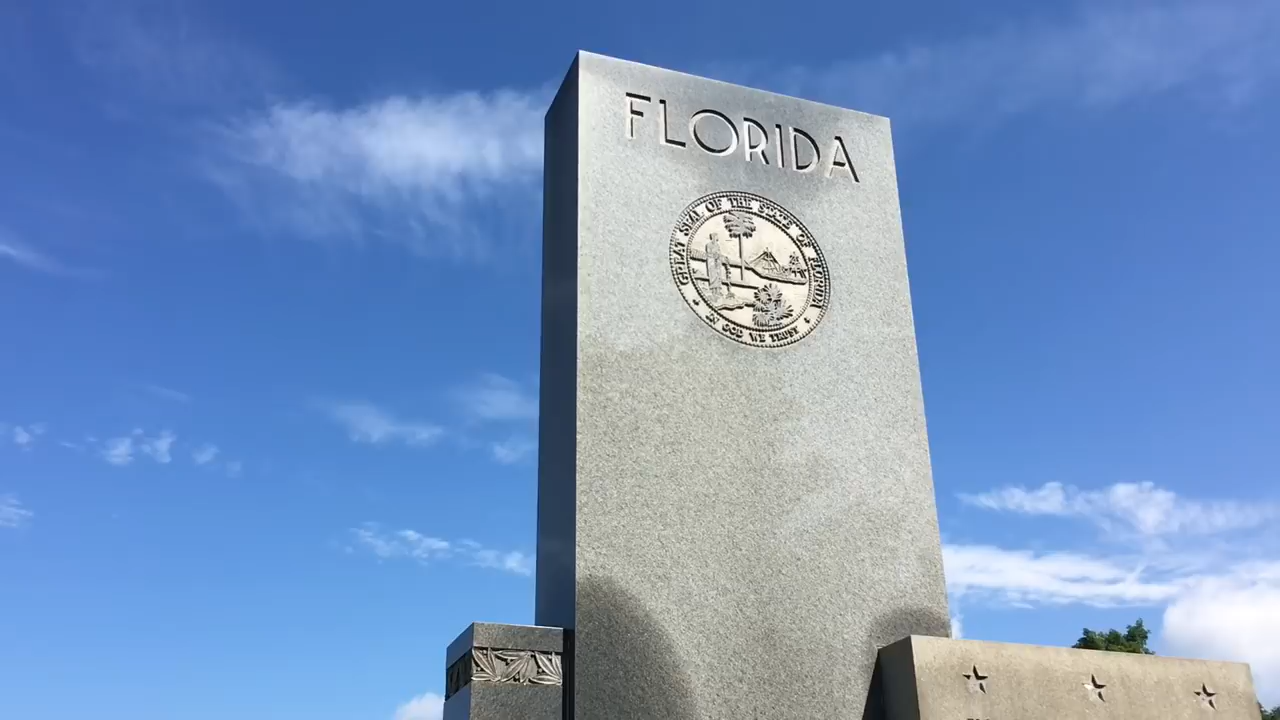 FLORIDA
GREAT SEAL OF THE STATE OF FLORIDA
IN GOD WE TRUST